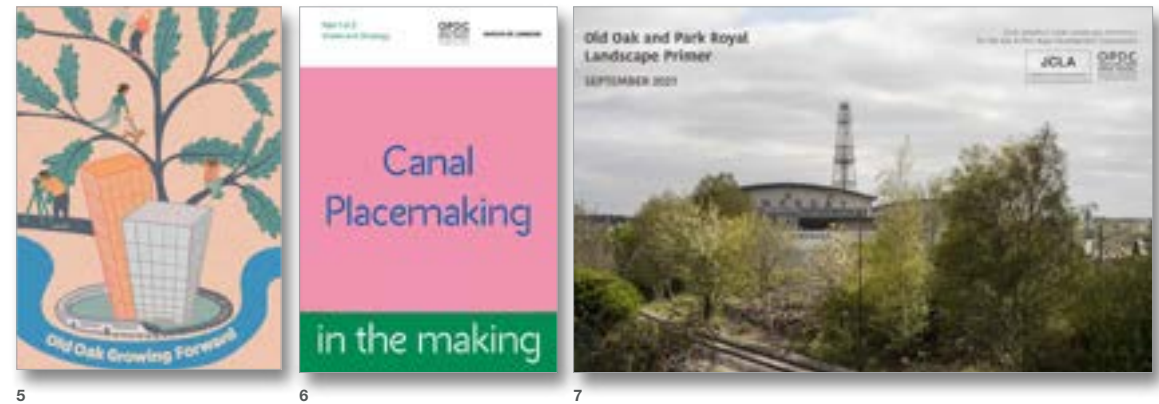 Old Oak Growing Forward
5
OPDC
Canal
Placemaking
in the making
6
Old Oak and Park Royal
Landscape Primer
SEPTEMBER 2021
JCLA OPDC
7